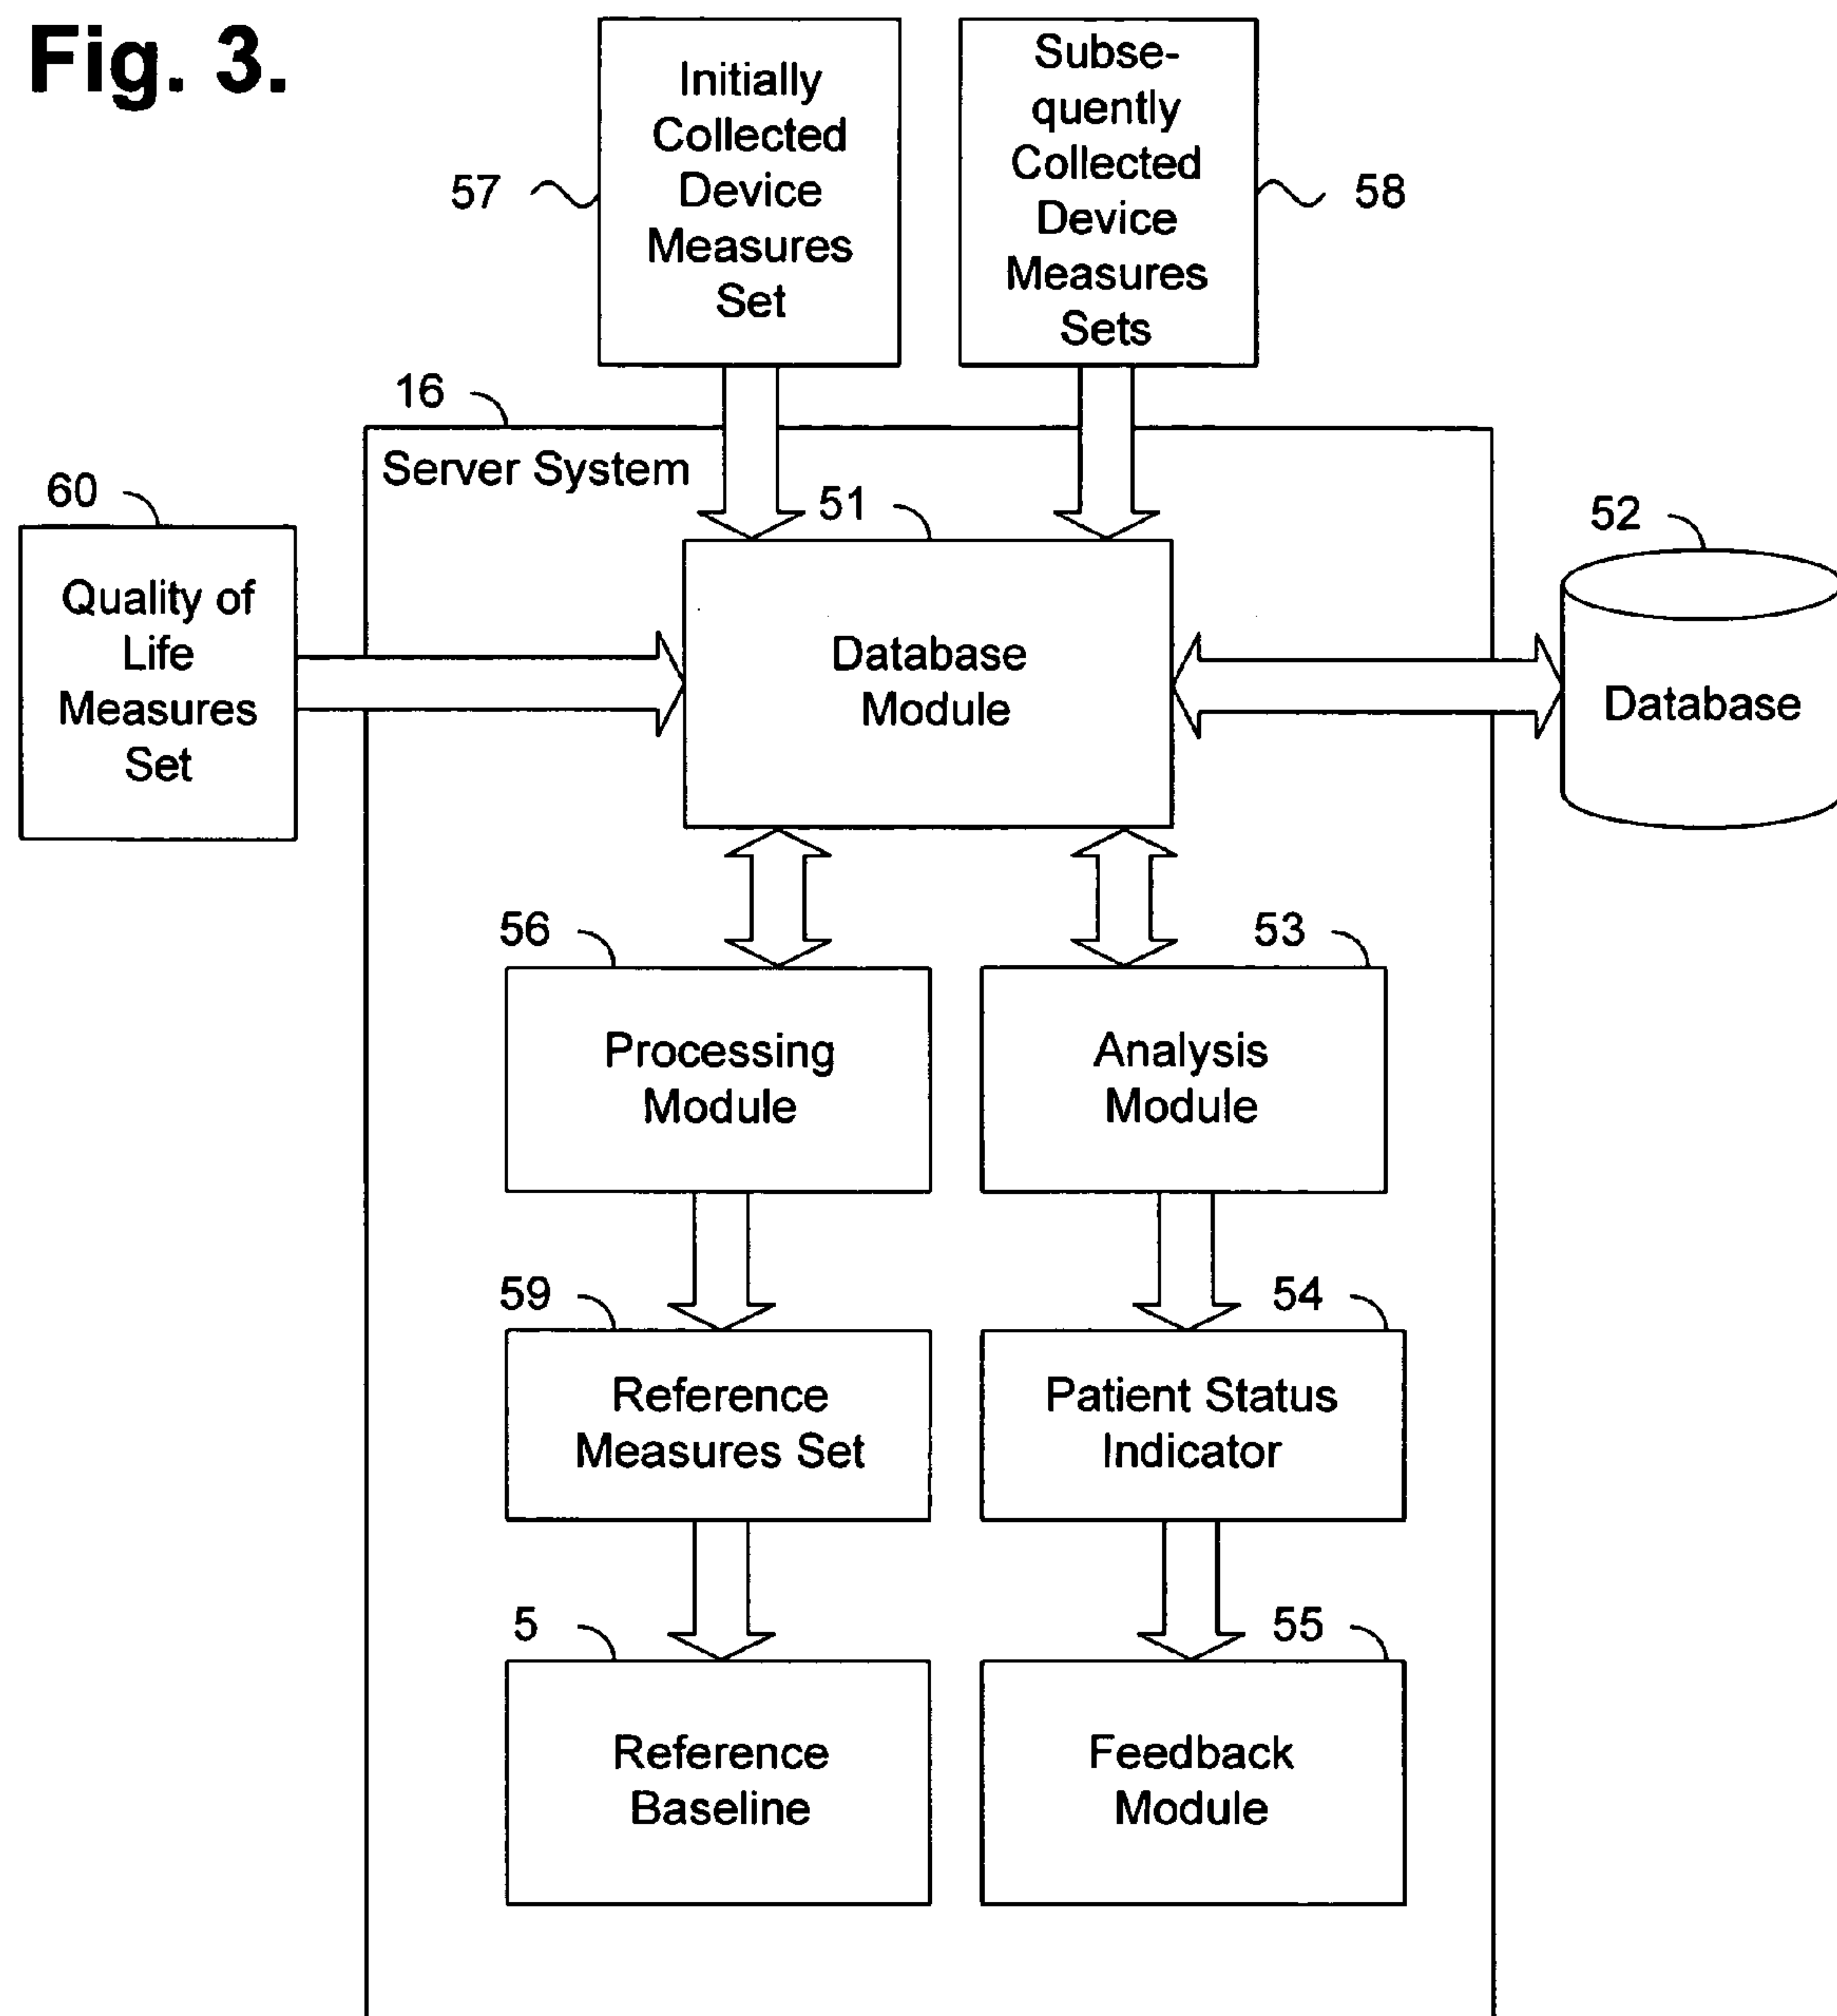 Fig. 3.
Initially
Collected
Device
Measures
Set
57
Subse-
quently
Collected
Device
Measures
Sets
58
16
Server System
60
Quality of
Life
Measures
Set
51
Database
Module
52
Database
56
Processing
Module
53
Analysis
Module
59
Reference
Measures Set
54
Patient Status
Indicator
5
Reference
Baseline
55
Feedback
Module